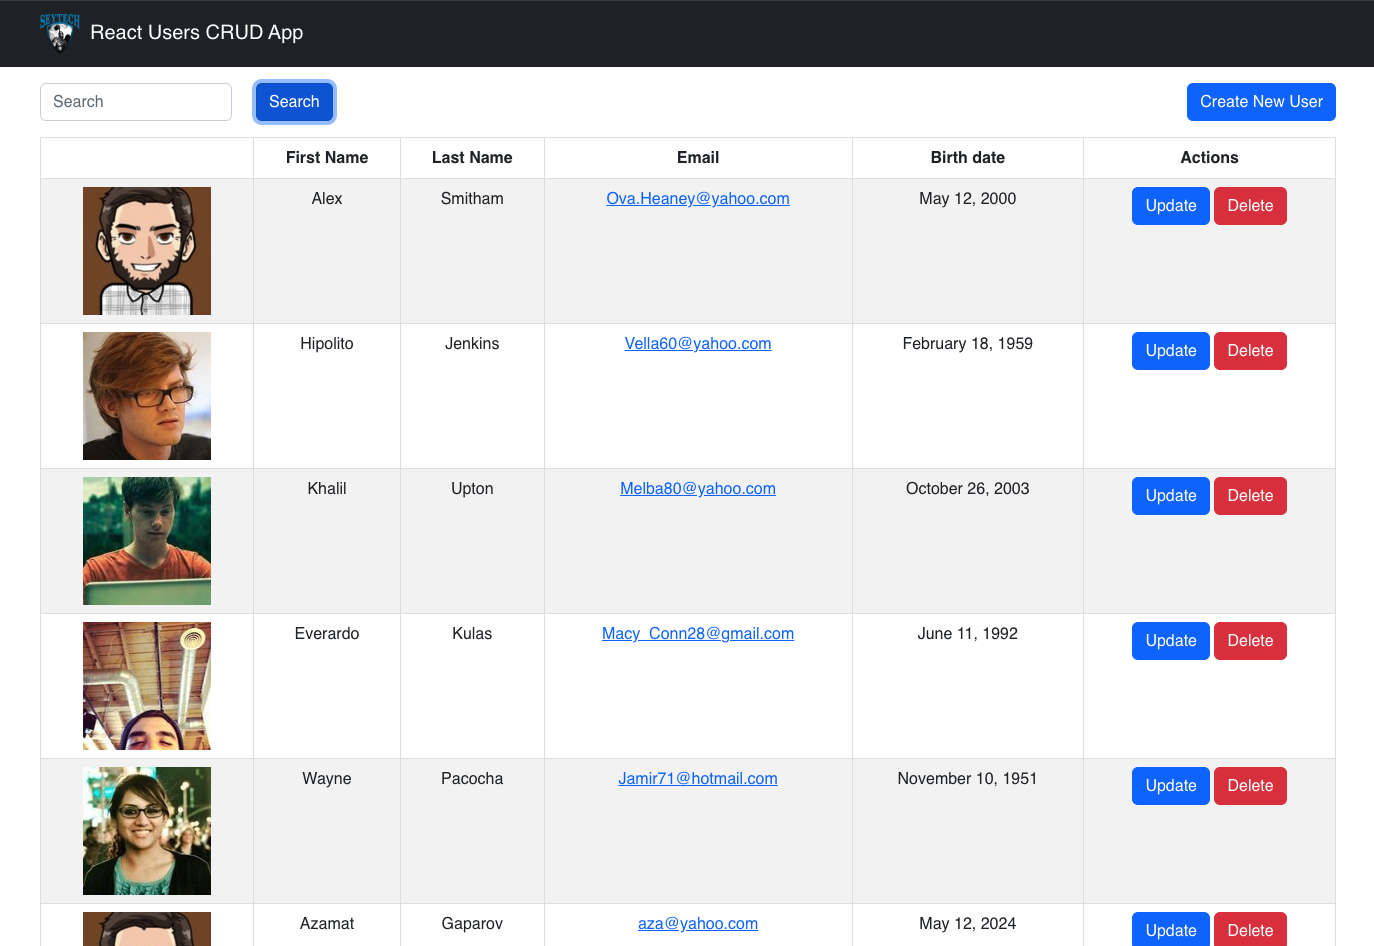 SEYTECH
React Users CRUD App
Search Search Create New User
First Name Last Name Email Birth date Actions
Alex Smitham Ova.Heaney@yahoo.com May 12, 2000 Update Delete
Hipolito Jenkins Vella60@yahoo.com February 18, 1959 Update Delete
Khalil Upton Melba80@yahoo.com October 26, 2003 Update Delete
Everardo Kulas Macy_Conn28@gmail.com June 11, 1992 Update Delete
Wayne Pacocha Jamir71@hotmail.com November 10, 1951 Update Delete
Azamat Gaparov aza@yahoo.com May 12, 2024 Update Delete